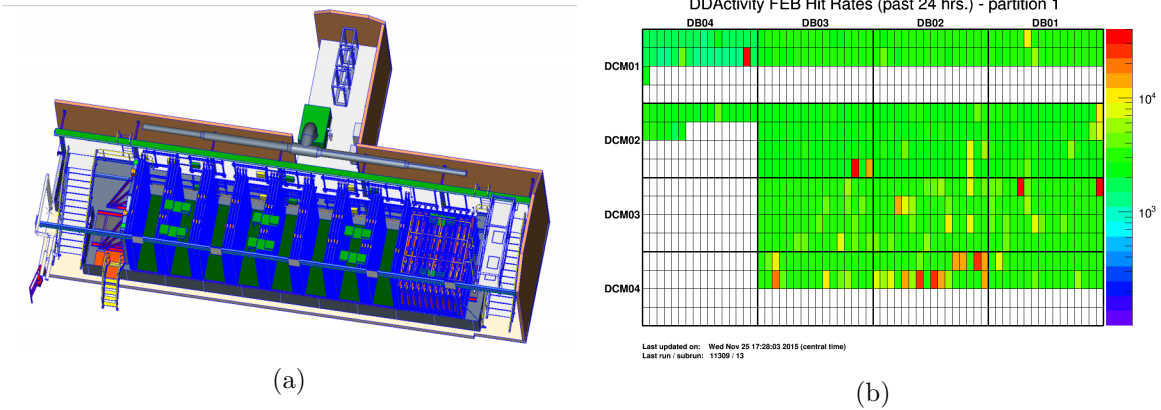 DDActivity FEB Hit Rates (past 24 hrs.) - partition 1
DB04 DB03 DB02 DB01
DCM01
DCM02
DCM03
DCM04
10⁴
10³
Last updated on: Wed Nov 25 17:28:03 2015 (central time)
Last run / subrun: 11309 / 13
(a)
(b)